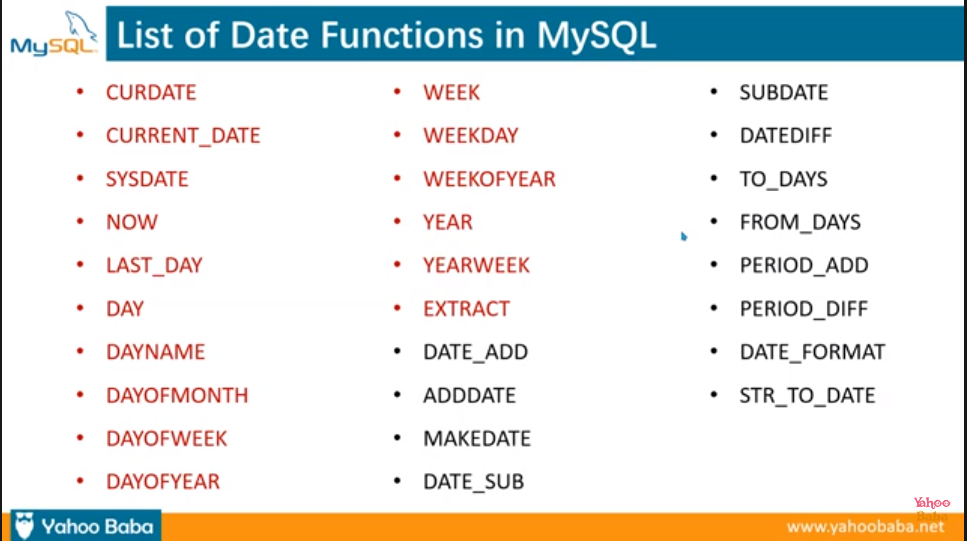 MySQL
List of Date Functions in MySQL
• CURDATE
• CURRENT_DATE
• SYSDATE
• NOW
• LAST_DAY
• DAY
• DAYNAME
• DAYOFMONTH
• DAYOFWEEK
• DAYOFYEAR
• WEEK
• WEEKDAY
• WEEKOFYEAR
• YEAR
• YEARWEEK
• EXTRACT
• DATE_ADD
• ADDDATE
• MAKEDATE
• DATE_SUB
• SUBDATE
• DATEDIFF
• TO_DAYS
• FROM_DAYS
• PERIOD_ADD
• PERIOD_DIFF
• DATE_FORMAT
• STR_TO_DATE
Yahoo
Baba
Yahoo Baba
www.yahoobaba.net